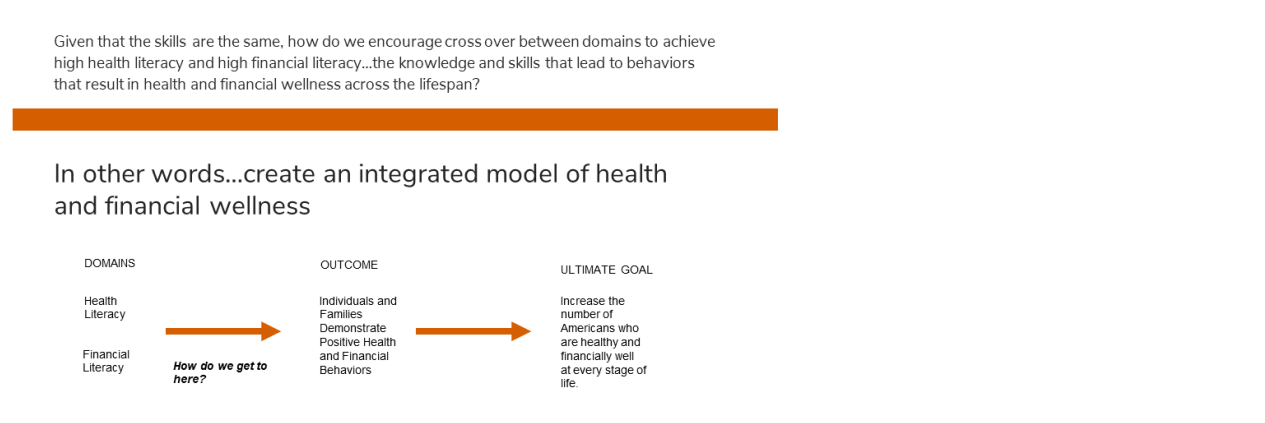 Given that the skills are the same, how do we encourage cross over between domains to achieve
high health literacy and high financial literacy...the knowledge and skills that lead to behaviors
that result in health and financial wellness across the lifespan?
In other words...create an integrated model of health
and financial wellness
DOMAINS
Health
Literacy
Financial
Literacy
How do we get to
here?
OUTCOME
Individuals and
Families
Demonstrate
Positive Health
and Financial
Behaviors
ULTIMATE GOAL
Increase the
number of
Americans who
are healthy and
financially well
at every stage of
life.